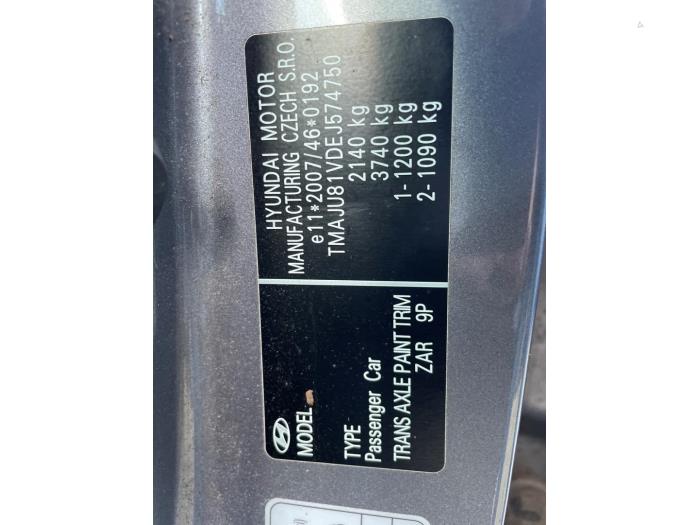 HYUNDAI MOTOR
MANUFACTURING CZECH S.R.O.
e11*2007/46*0192
TMAJU81VDEJ574750
2140 kg
3740 kg
1-1200 kg
2-1090 kg
MODEL
TYPE
Passenger Car
TRANS AXLE PAINT TRIM
ZAR 9P